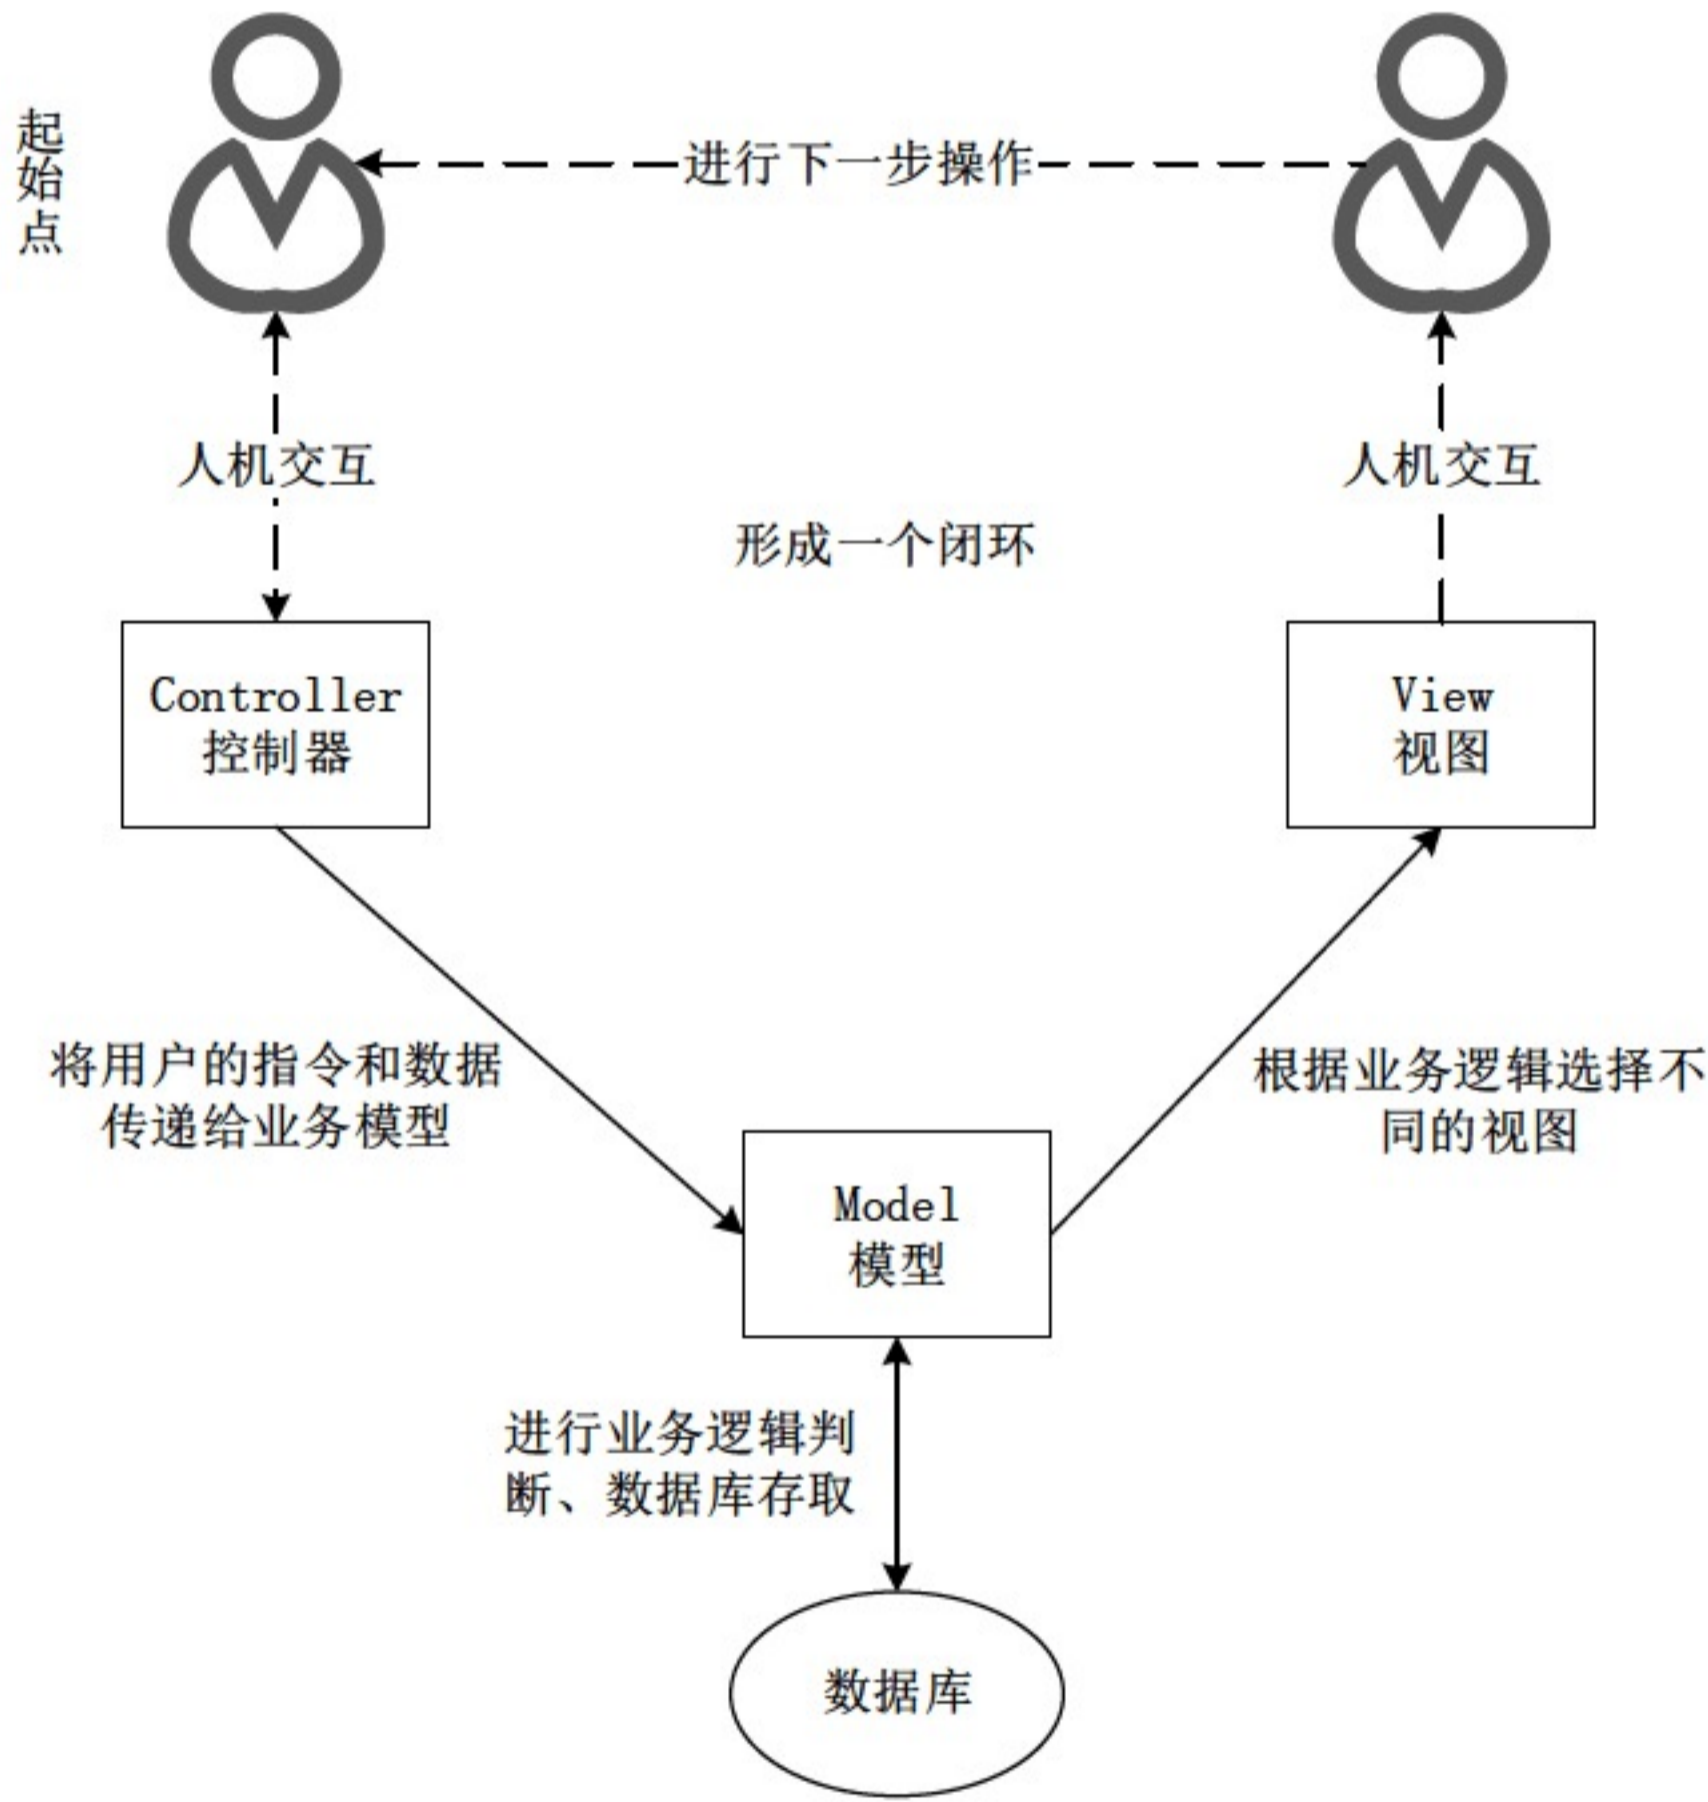 起始点
进行下一步操作
人机交互
人机交互
形成一个闭环
Controller
控制器
View
视图
将用户的指令和数据
传递给业务模型
根据业务逻辑选择不
同的视图
Model
模型
进行业务逻辑判
断、数据库存取
数据库